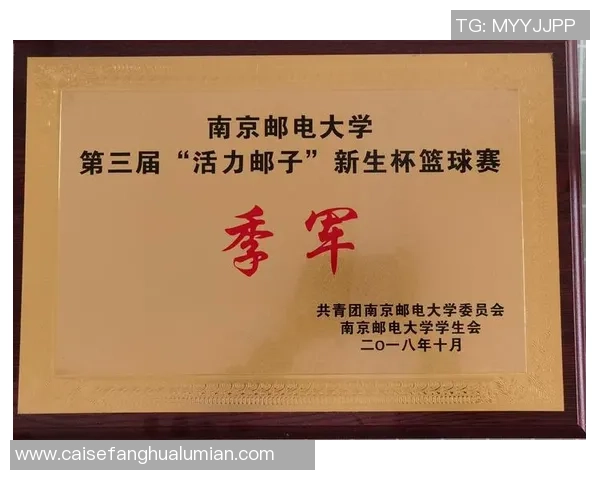 TG: MYYJJPP
南京邮电大学
第三届“活力邮子”新生杯篮球赛
季军
共青团南京邮电大学委员会
南京邮电大学学生会
二〇一八年十月
www.caisefanghualumian.com